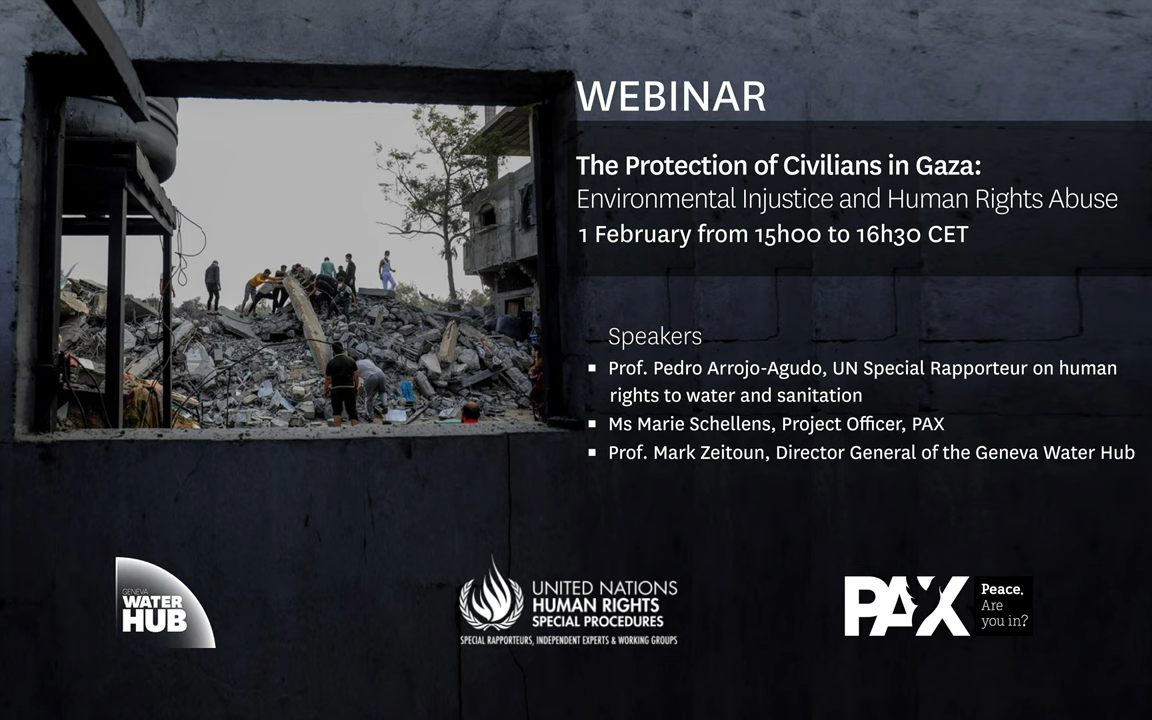 WEBINAR
The Protection of Civilians in Gaza:
Environmental Injustice and Human Rights Abuse
1 February from 15h00 to 16h30 CET
Speakers
▪ Prof. Pedro Arrojo-Agudo, UN Special Rapporteur on human
rights to water and sanitation
▪ Ms Marie Schellens, Project Officer, PAX
▪ Prof. Mark Zeitoun, Director General of the Geneva Water Hub
GENEVA
WATER
HUB
UNITED NATIONS
HUMAN RIGHTS
SPECIAL PROCEDURES
SPECIAL RAPPORTEURS, INDEPENDENT EXPERTS & WORKING GROUPS
PAX
Peace.
Are
you in?